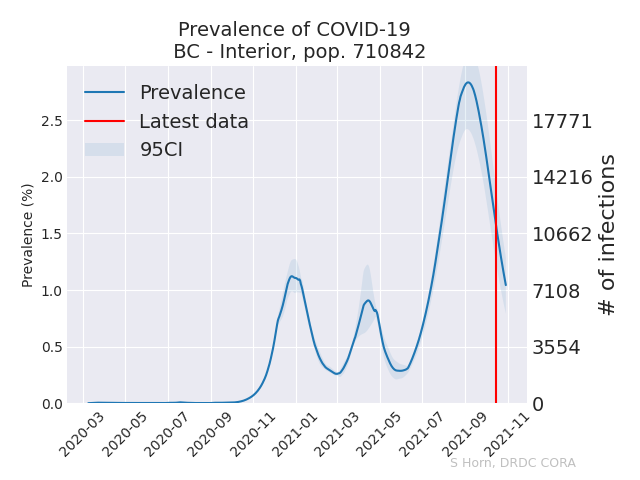 Prevalence of COVID-19
BC - Interior, pop. 710842
Prevalence
Latest data
95CI
Prevalence (%)
2.5
2.0
1.5
1.0
0.5
0.0
17771
14216
10662
7108
3554
0
# of infections
2020-03
2020-05
2020-07
2020-09
2020-11
2021-01
2021-03
2021-05
2021-07
2021-09
2021-11
S Horn, DRDC CORA